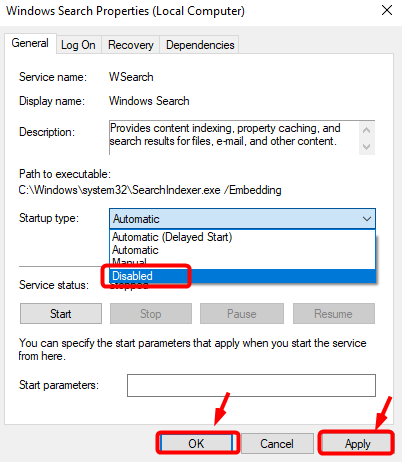 Windows Search Properties (Local Computer)
General Log On Recovery Dependencies
Service name: WSearch
Display name: Windows Search
Description: Provides content indexing, property caching, and
search results for files, e-mail, and other content.
Path to executable:
C:\Windows\system32\SearchIndexer.exe /Embedding
Startup type: Automatic
Automatic (Delayed Start)
Automatic
Manual
Disabled
Service status: Stopped
Start Stop Pause Resume
You can specify the start parameters that apply when you start the service
from here.
Start parameters:
OK Cancel Apply